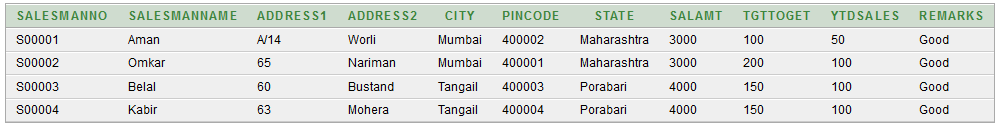 SALESMANNO SALESMANNAME ADDRESS1 ADDRESS2 CITY PINCODE STATE SALAMT TGTTOGET YTDSALES REMARKS
S00001 Aman A/14 Worli Mumbai 400002 Maharashtra 3000 100 50 Good
S00002 Omkar 65 Nariman Mumbai 400001 Maharashtra 3000 200 100 Good
S00003 Belal 60 Bustand Tangail 400003 Porabari 4000 150 100 Good
S00004 Kabir 63 Mohera Tangail 400004 Porabari 4000 150 100 Good